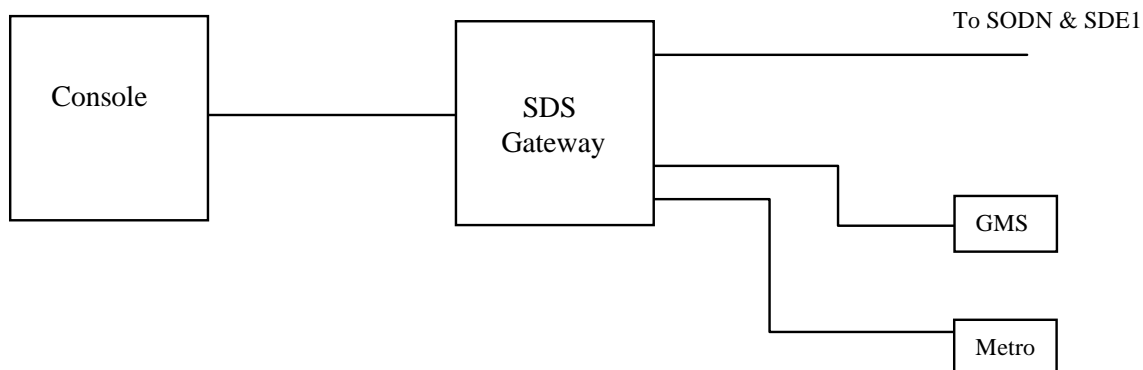 To SODN & SDE1
Console
SDS
Gateway
GMS
Metro